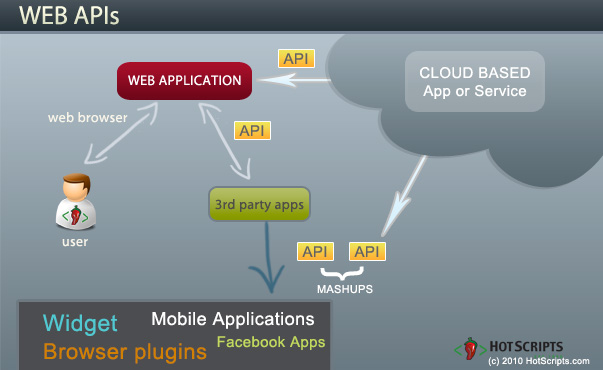 WEB APIs
API
CLOUD BASED
App or Service
WEB APPLICATION
web browser
API
3rd party apps
user
API
API
MASHUPS
Widget
Mobile Applications
Browser plugins
Facebook Apps
HOTSCRIPTS
(c) 2010 HotScripts.com